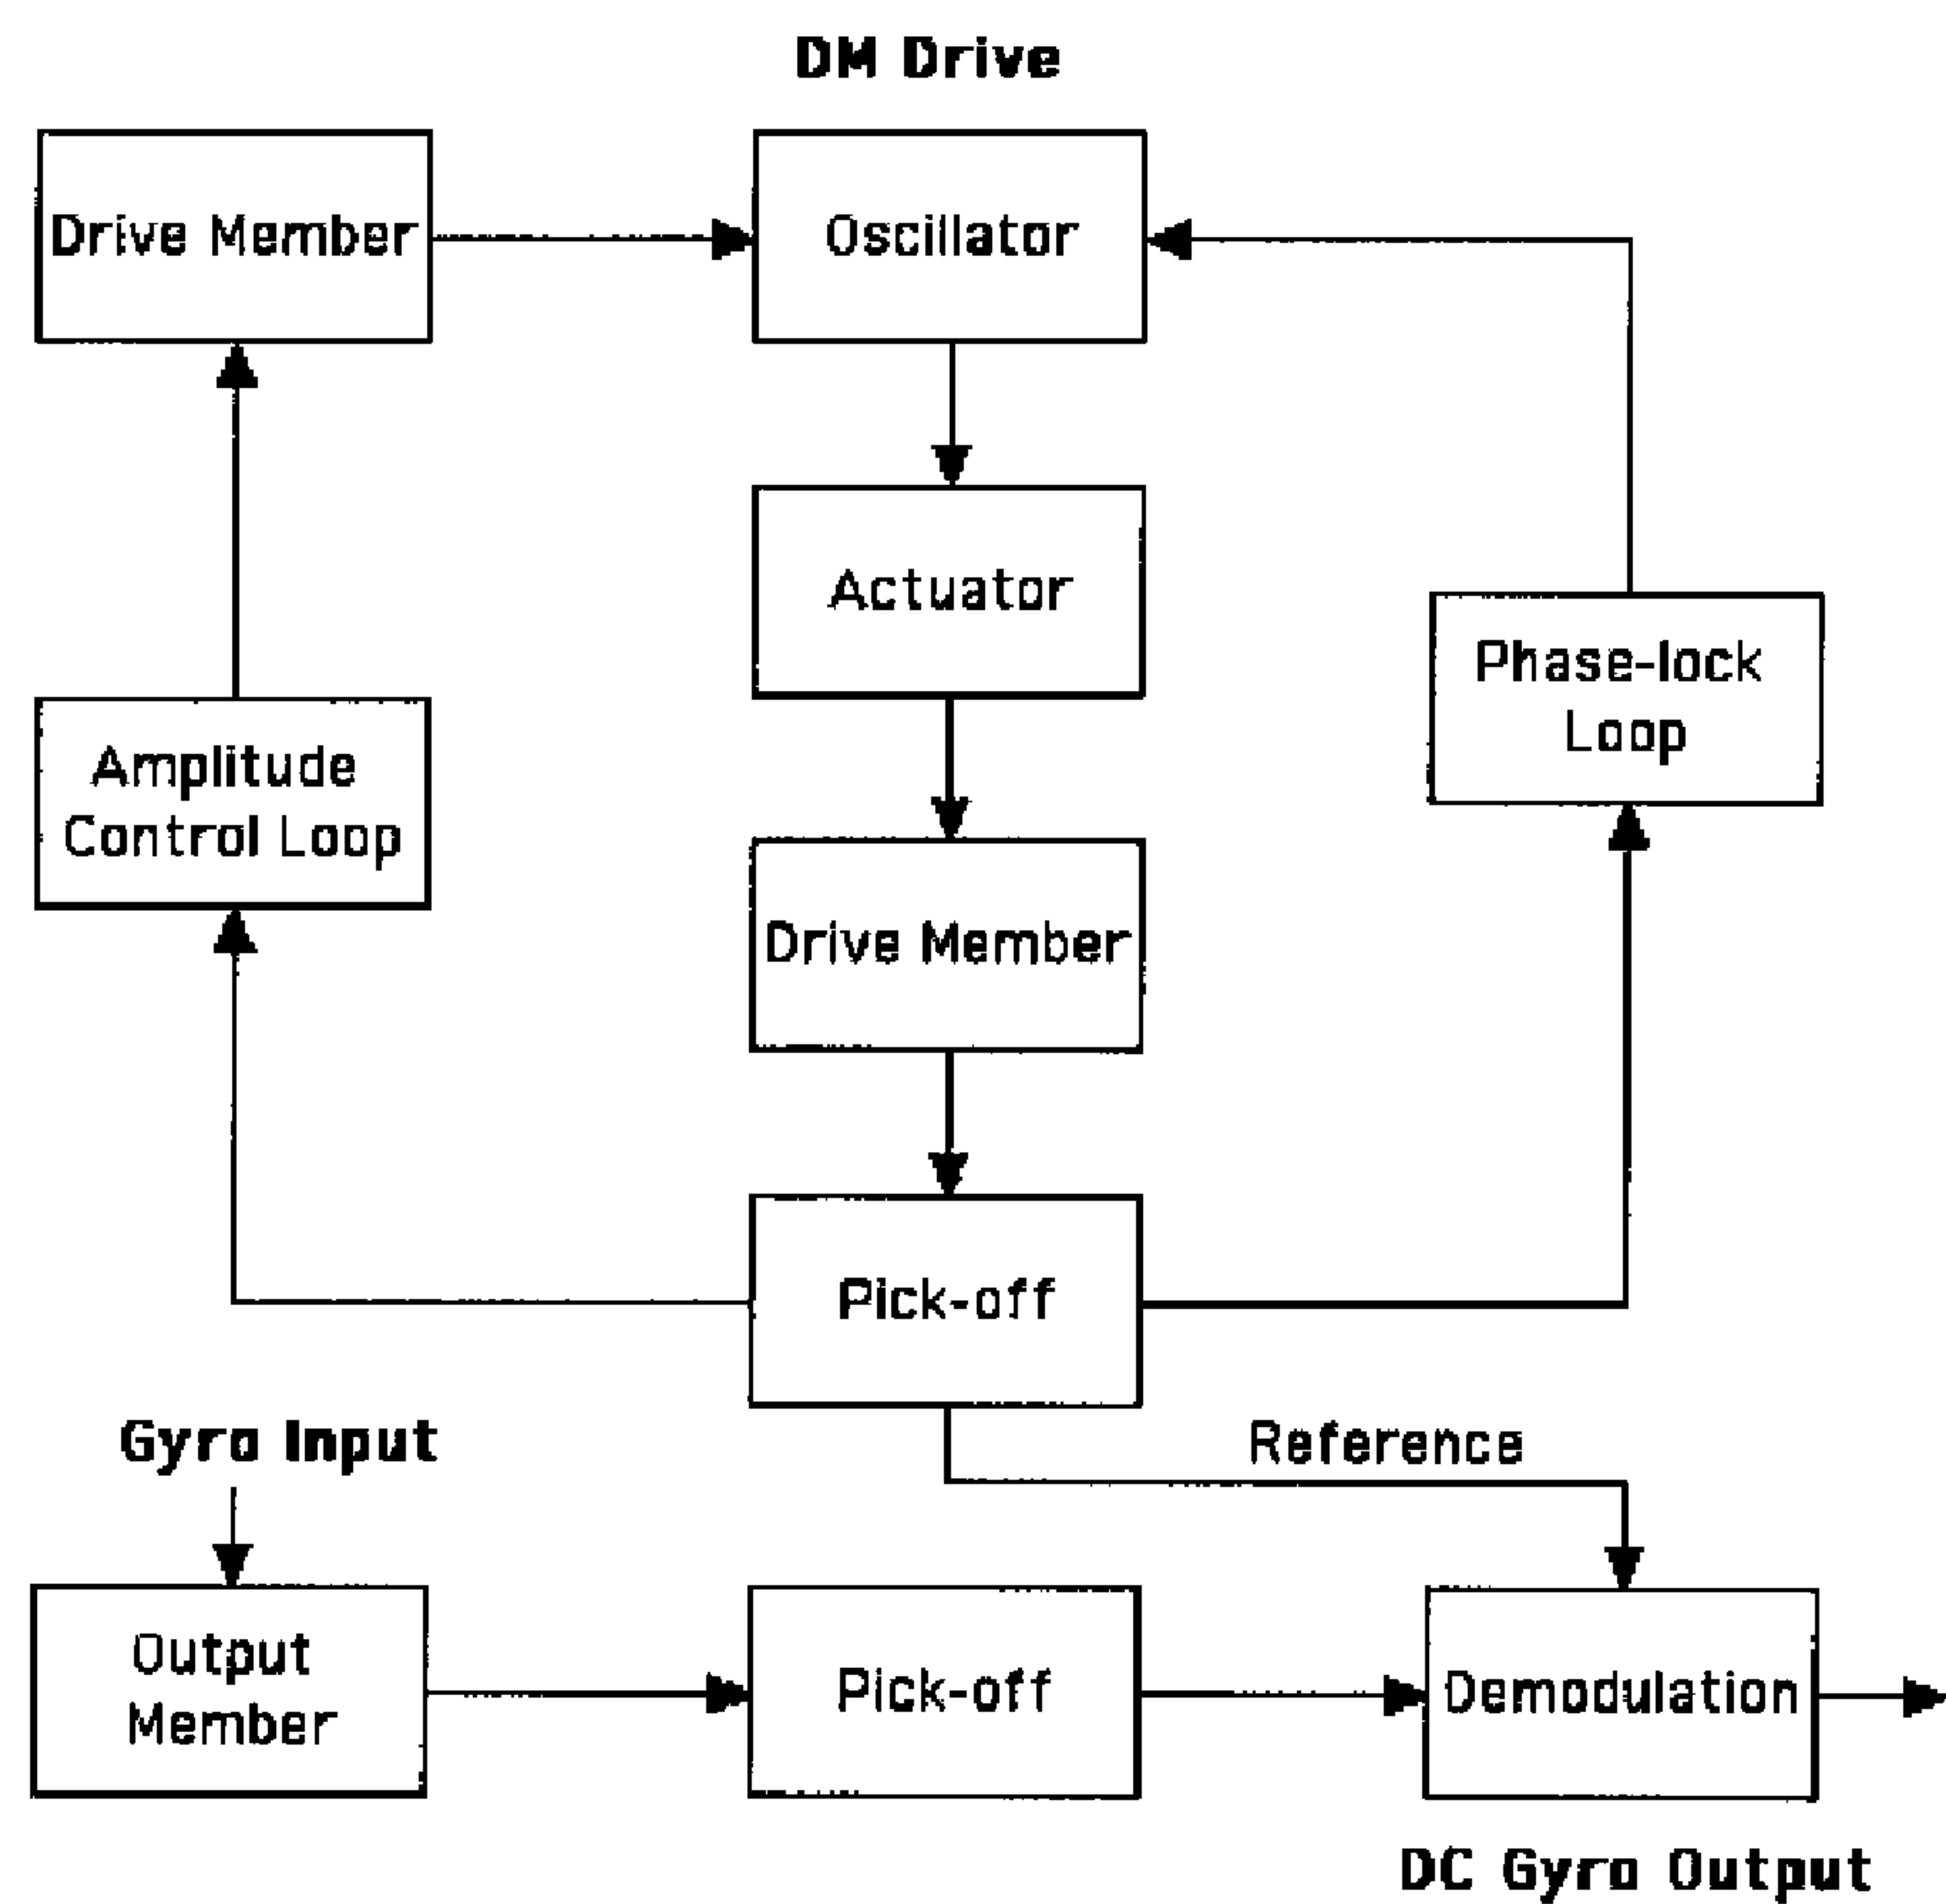 DM Drive
Drive Member
Oscillator
Actuator
Phase-lock
Loop
Amplitude
Control Loop
Drive Member
Pick-off
Gyro Input
Reference
Output
Member
Pick-off
Demodulation
DC Gyro Output